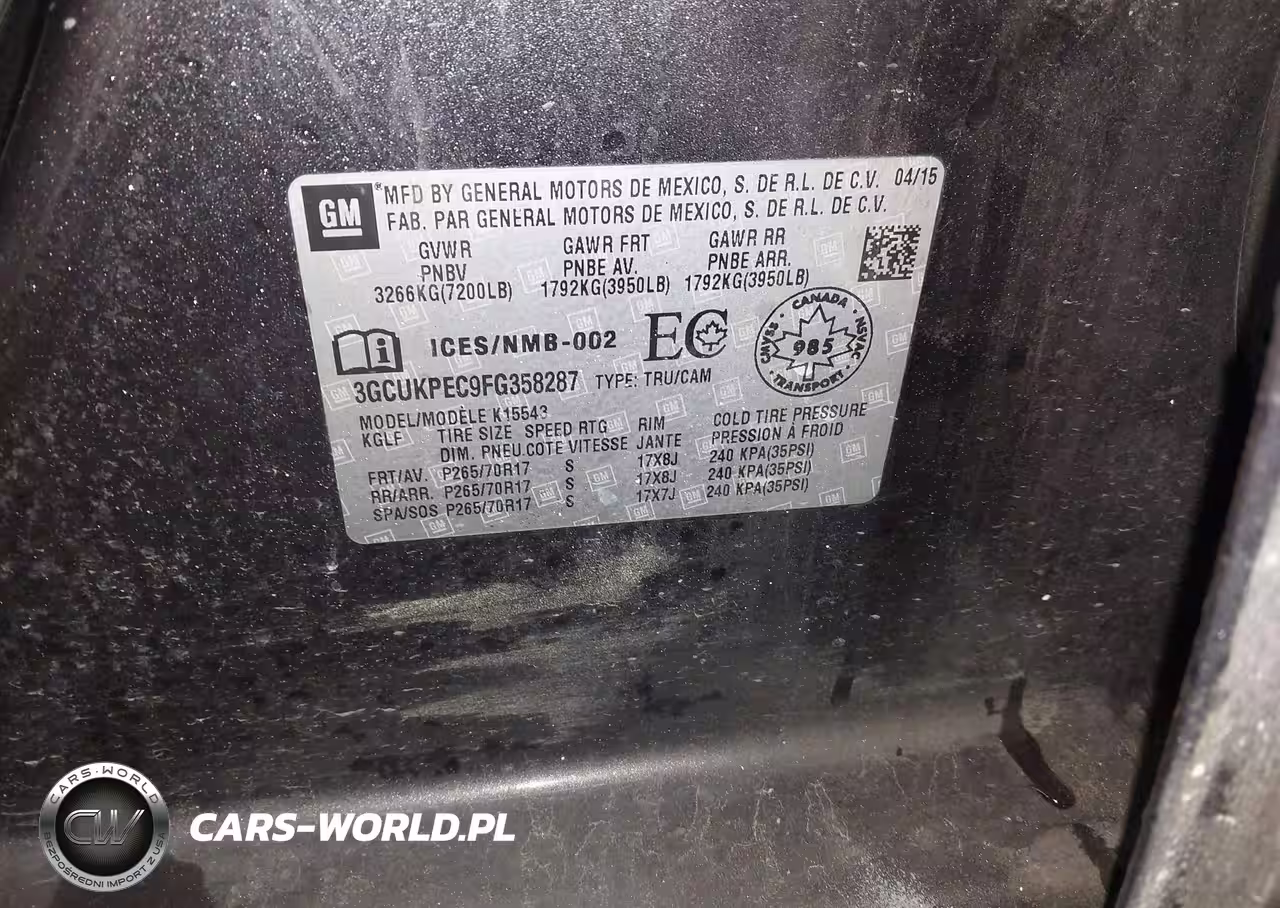 GM
MFD BY GENERAL MOTORS DE MEXICO, S. DE R.L. DE C.V. 04/15
FAB. PAR GENERAL MOTORS DE MEXICO, S. DE R.L. DE C.V.
GVWR GAWR FRT GAWR RR
PNBV PNBE AV. PNBE ARR.
3266KG(7200LB) 1792KG(3950LB) 1792KG(3950LB)
ICES/NMB-002 EC
CANADA
CMVSS 985 NSVAC
TRANSPORT
3GCUKPEC9FG358287 TYPE: TRU/CAM
MODEL/MODÈLE K15543
KGLF TIRE SIZE SPEED RTG RIM COLD TIRE PRESSURE
DIM. PNEU.COTE VITESSE JANTE PRESSION À FROID
FRT/AV. P265/70R17 S 17X8J 240 KPA(35PSI)
RR/ARR. P265/70R17 S 17X8J 240 KPA(35PSI)
SPA/SOS P265/70R17 S 17X7J 240 KPA(35PSI)
CARS-WORLD
CW
BEZPOŚREDNI IMPORT Z USA
CARS-WORLD.PL